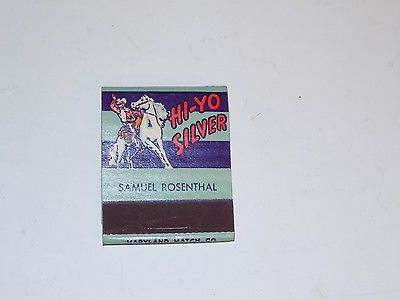 HI-YO
SILVER
SAMUEL ROSENTHAL
MARYLAND MATCH CO